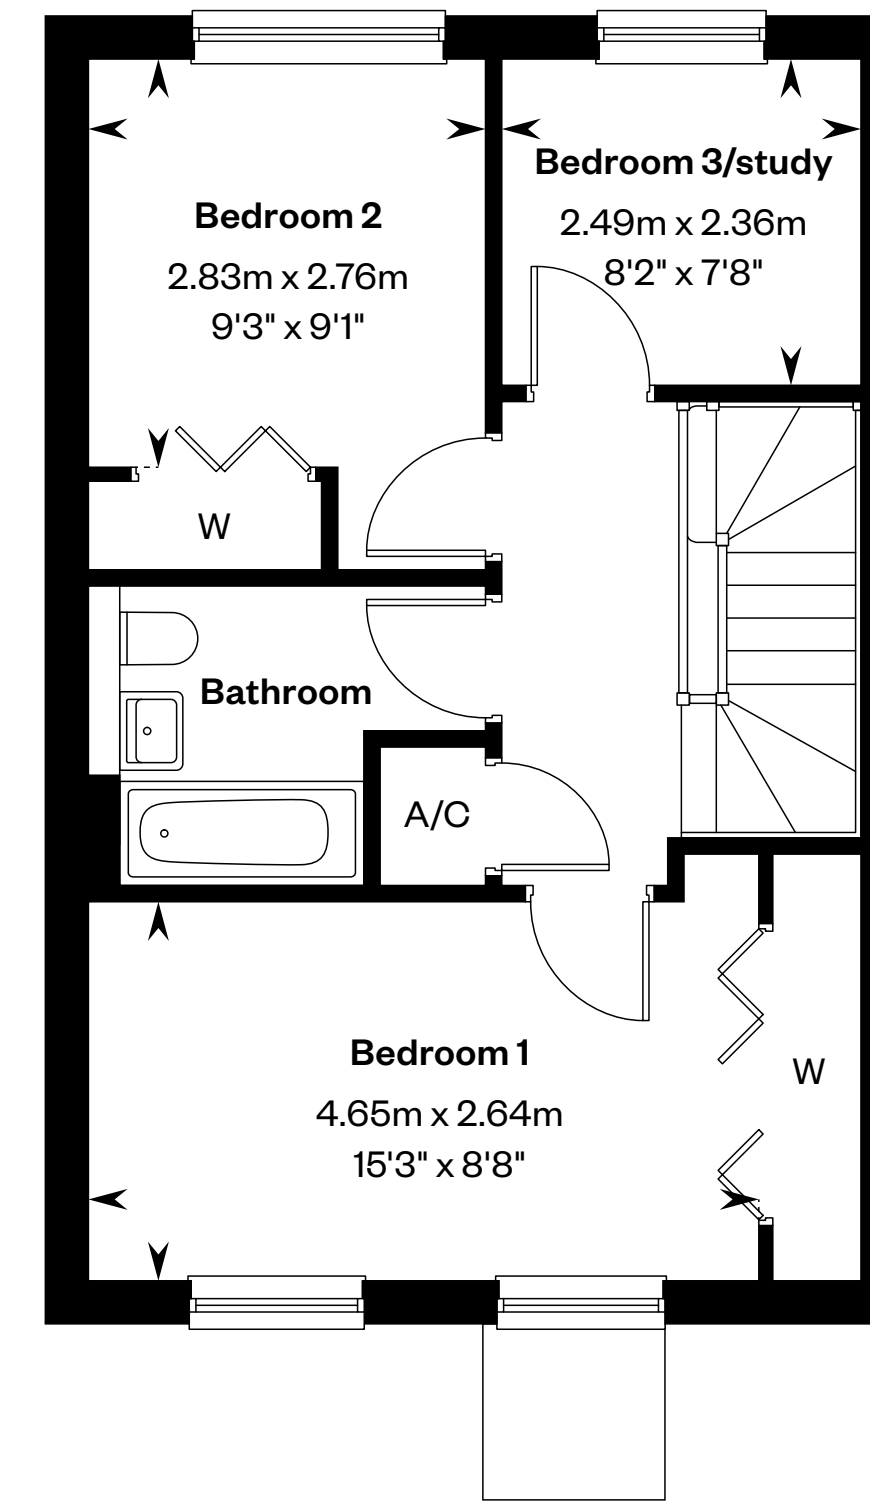 Bedroom 2
2.83m x 2.76m
9'3" x 9'1"
Bedroom 3/study
2.49m x 2.36m
8'2" x 7'8"
W
Bathroom
A/C
Bedroom 1
4.65m x 2.64m
15'3" x 8'8"
W